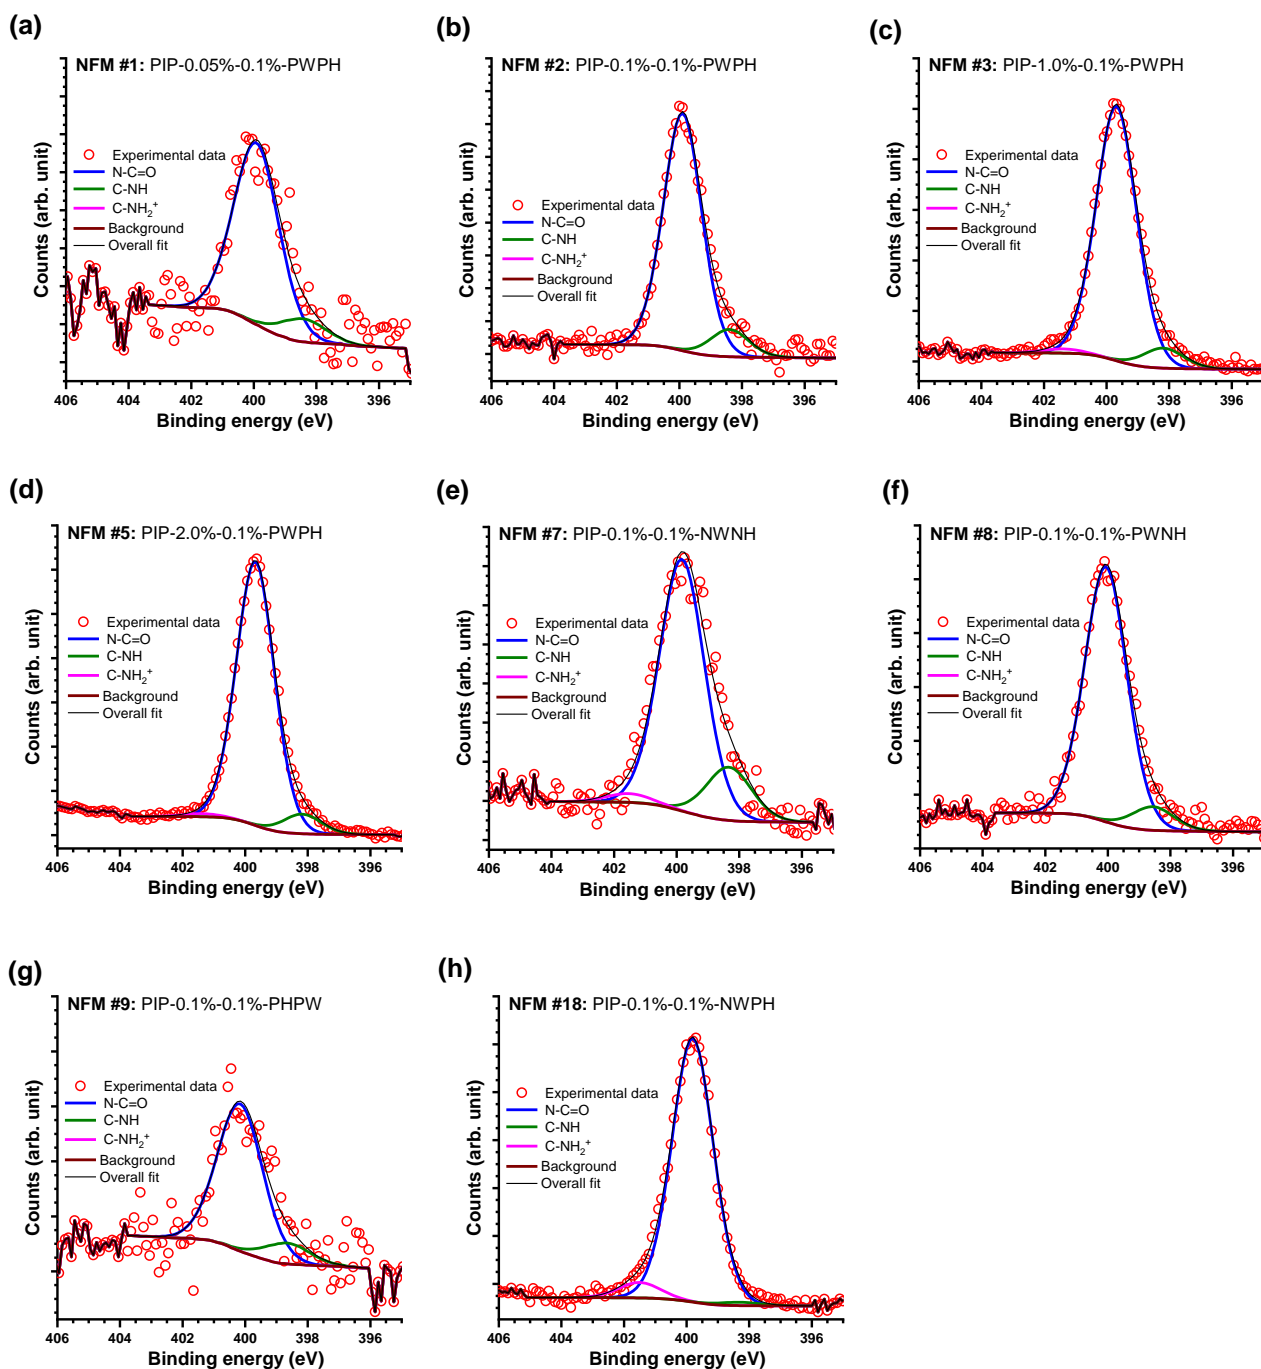 (a)
NFM #1: PIP-0.05%-0.1%-PWPH
Experimental data
N-C=O
C-NH
C-NH₂⁺
Background
Overall fit
Counts (arb. unit)
406 404 402 400 398 396
Binding energy (eV)
(b)
NFM #2: PIP-0.1%-0.1%-PWPH
Experimental data
N-C=O
C-NH
C-NH₂⁺
Background
Overall fit
Counts (arb. unit)
406 404 402 400 398 396
Binding energy (eV)
(c)
NFM #3: PIP-1.0%-0.1%-PWPH
Experimental data
N-C=O
C-NH
C-NH₂⁺
Background
Overall fit
Counts (arb. unit)
406 404 402 400 398 396
Binding energy (eV)
(d)
NFM #5: PIP-2.0%-0.1%-PWPH
Experimental data
N-C=O
C-NH
C-NH₂⁺
Background
Overall fit
Counts (arb. unit)
406 404 402 400 398 396
Binding energy (eV)
(e)
NFM #7: PIP-0.1%-0.1%-NWNH
Experimental data
N-C=O
C-NH
C-NH₂⁺
Background
Overall fit
Counts (arb. unit)
406 404 402 400 398 396
Binding energy (eV)
(f)
NFM #8: PIP-0.1%-0.1%-PWNH
Experimental data
N-C=O
C-NH
C-NH₂⁺
Background
Overall fit
Counts (arb. unit)
406 404 402 400 398 396
Binding energy (eV)
(g)
NFM #9: PIP-0.1%-0.1%-PHPW
Experimental data
N-C=O
C-NH
C-NH₂⁺
Background
Overall fit
Counts (arb. unit)
406 404 402 400 398 396
Binding energy (eV)
(h)
NFM #18: PIP-0.1%-0.1%-NWPH
Experimental data
N-C=O
C-NH
C-NH₂⁺
Background
Overall fit
Counts (arb. unit)
406 404 402 400 398 396
Binding energy (eV)